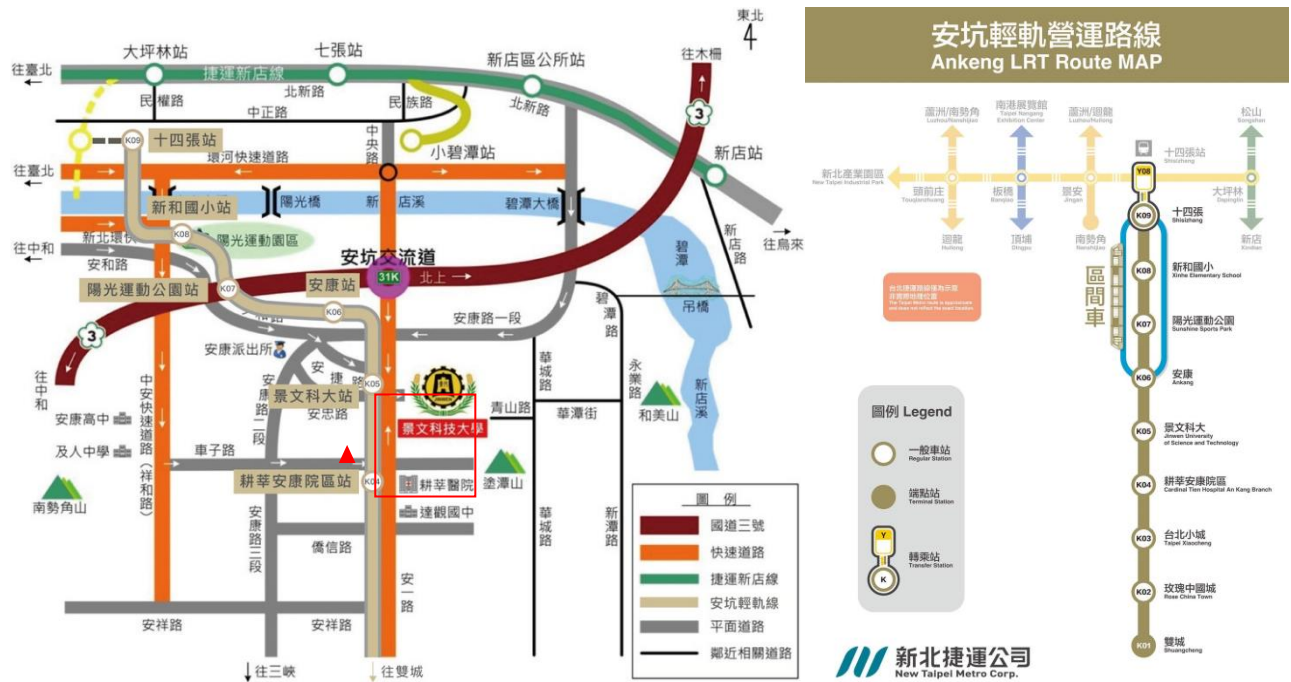 東北
大坪林站
七張站
新店區公所站
往木柵
往臺北
捷運新店線
北新路
北新路
民權路
中正路
民族路
3
K09
十四張站
中央路
小碧潭站
新店站
往臺北
環河快速道路
新和國小站
陽光橋
新店溪
碧潭大橋
K08
陽光運動園區
往中和
新北環快
安和路
安坑交流道
31K
北上
往烏來
新店路
碧潭
吊橋
陽光運動公園站
K07
安康站
K06
安康路一段
碧潭路
3
往中和
安康派出所
安捷路
K05
景文科大站
安忠路
安康路二段
JINWEN
景文科技大學
青山路
華城路
華潭街
永業路
和美山
新店溪
安康高中
及人中學
中安快速道路(祥和路)
車子路
南勢角山
耕莘安康院區站
K04
耕莘醫院
塗潭山
達觀國中
僑信路
安康路三段
安一路
華城路
新潭路
安祥路
安祥路
往三峽
往雙城
圖 例
國道三號
快速道路
捷運新店線
安坑輕軌線
平面道路
鄰近相關道路
安坑輕軌營運路線
Ankeng LRT Route MAP
蘆洲/南勢角
Luzhou/Nanshijiao
南港展覽館
Taipei Nangang
Exhibition Center
蘆洲/迴龍
Luzhou/Huilong
松山
Songshan
十四張站
Shisizhang
新北產業園區
New Taipei Industrial Park
頭前庄
Touqianzhuang
板橋
Banqiao
景安
Jingan
Y08
大坪林
Dapinglin
迴龍
Huilong
頂埔
Dingpu
南勢角
Nanshijiao
新店
Xindian
K09
十四張
Shisizhang
區間車
K08
新和國小
Xinhe Elementary School
K07
陽光運動公園
Sunshine Sports Park
K06
安康
Ankang
K05
景文科大
Jinwen University
of Science and Technology
K04
耕莘安康院區
Cardinal Tien Hospital An Kang Branch
K03
台北小城
Taipei Xiaocheng
K02
玫瑰中國城
Rose China Town
K01
雙城
Shuangcheng
圖例 Legend
一般車站
Regular Station
端點站
Terminal Station
Y
K
轉乘站
Transfer Station
新北捷運公司
New Taipei Metro Corp.